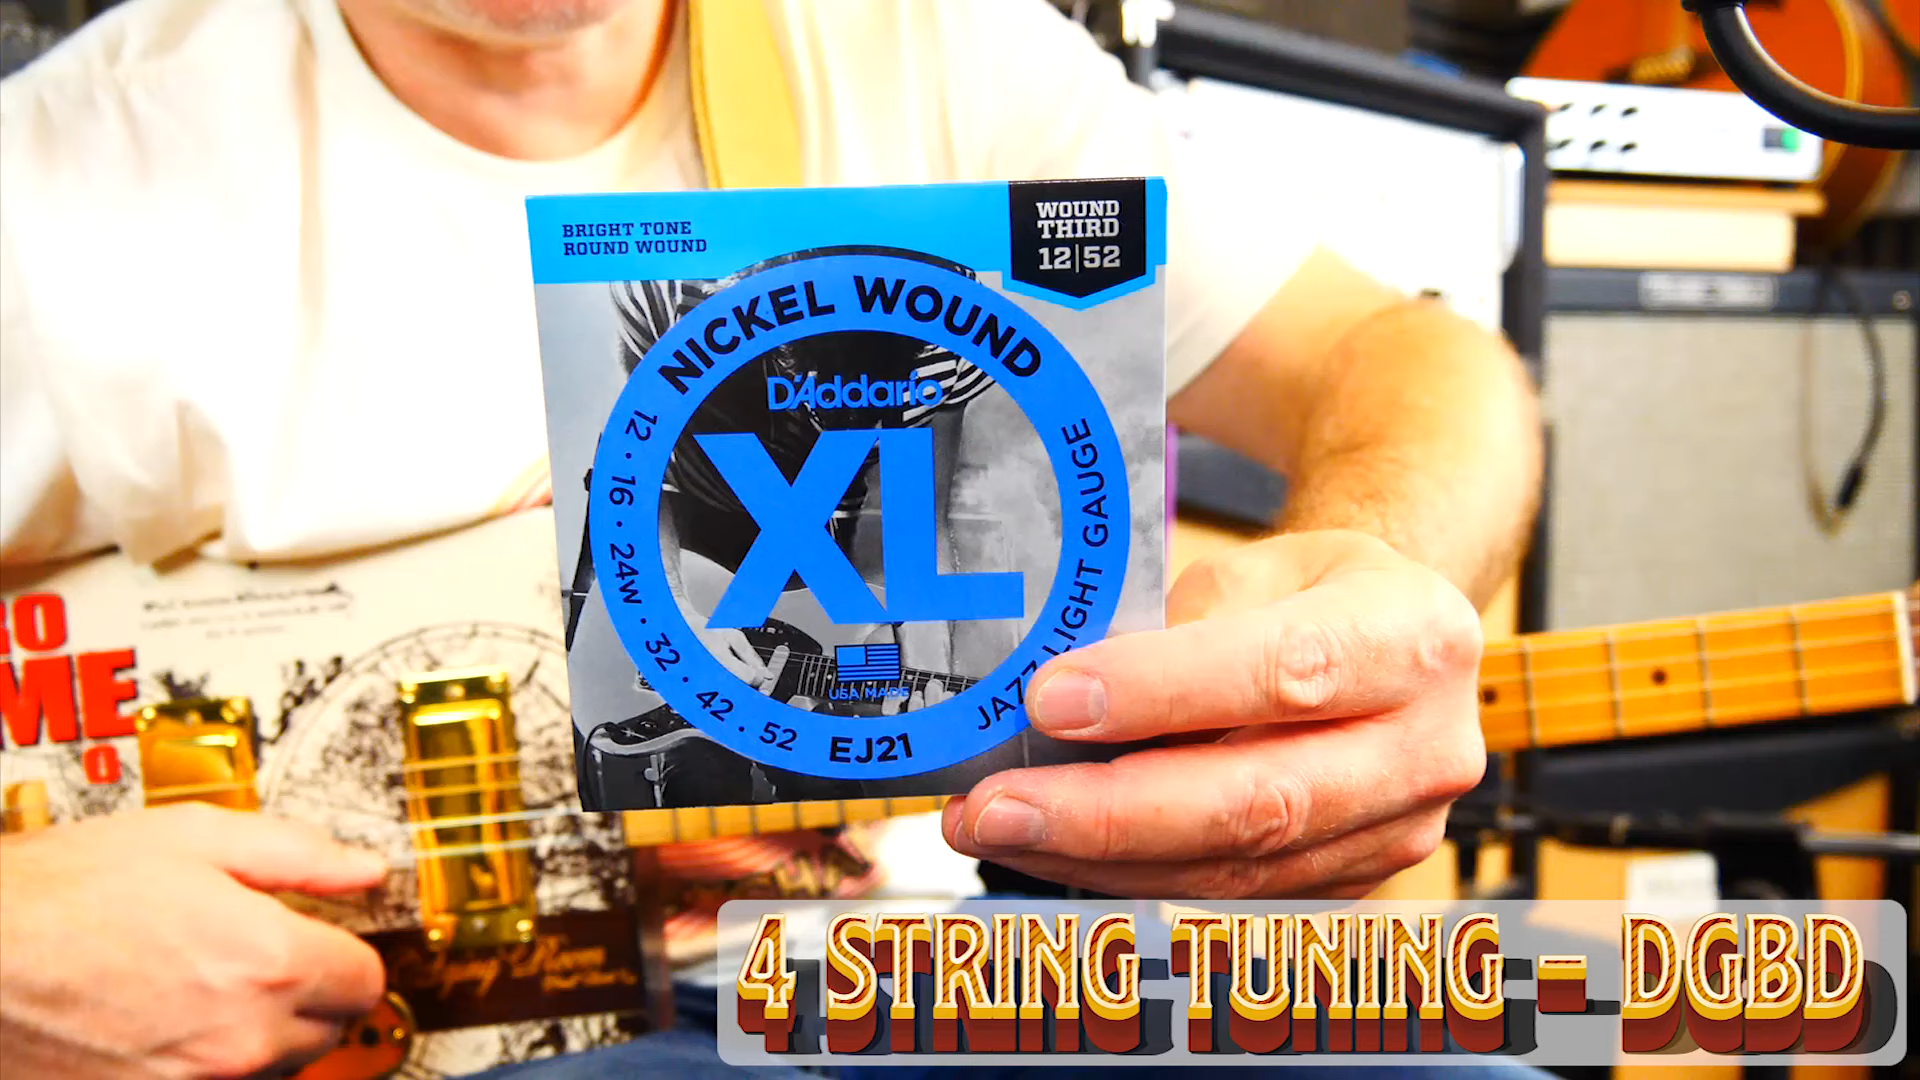 BRIGHT TONE
ROUND WOUND
WOUND
THIRD
12|52
NICKEL WOUND
D'Addario
XL
12 · 16 · 24W · 32 · 42 · 52
EJ21
JAZZ LIGHT GAUGE
USA MADE
4 STRING TUNING – DGBD